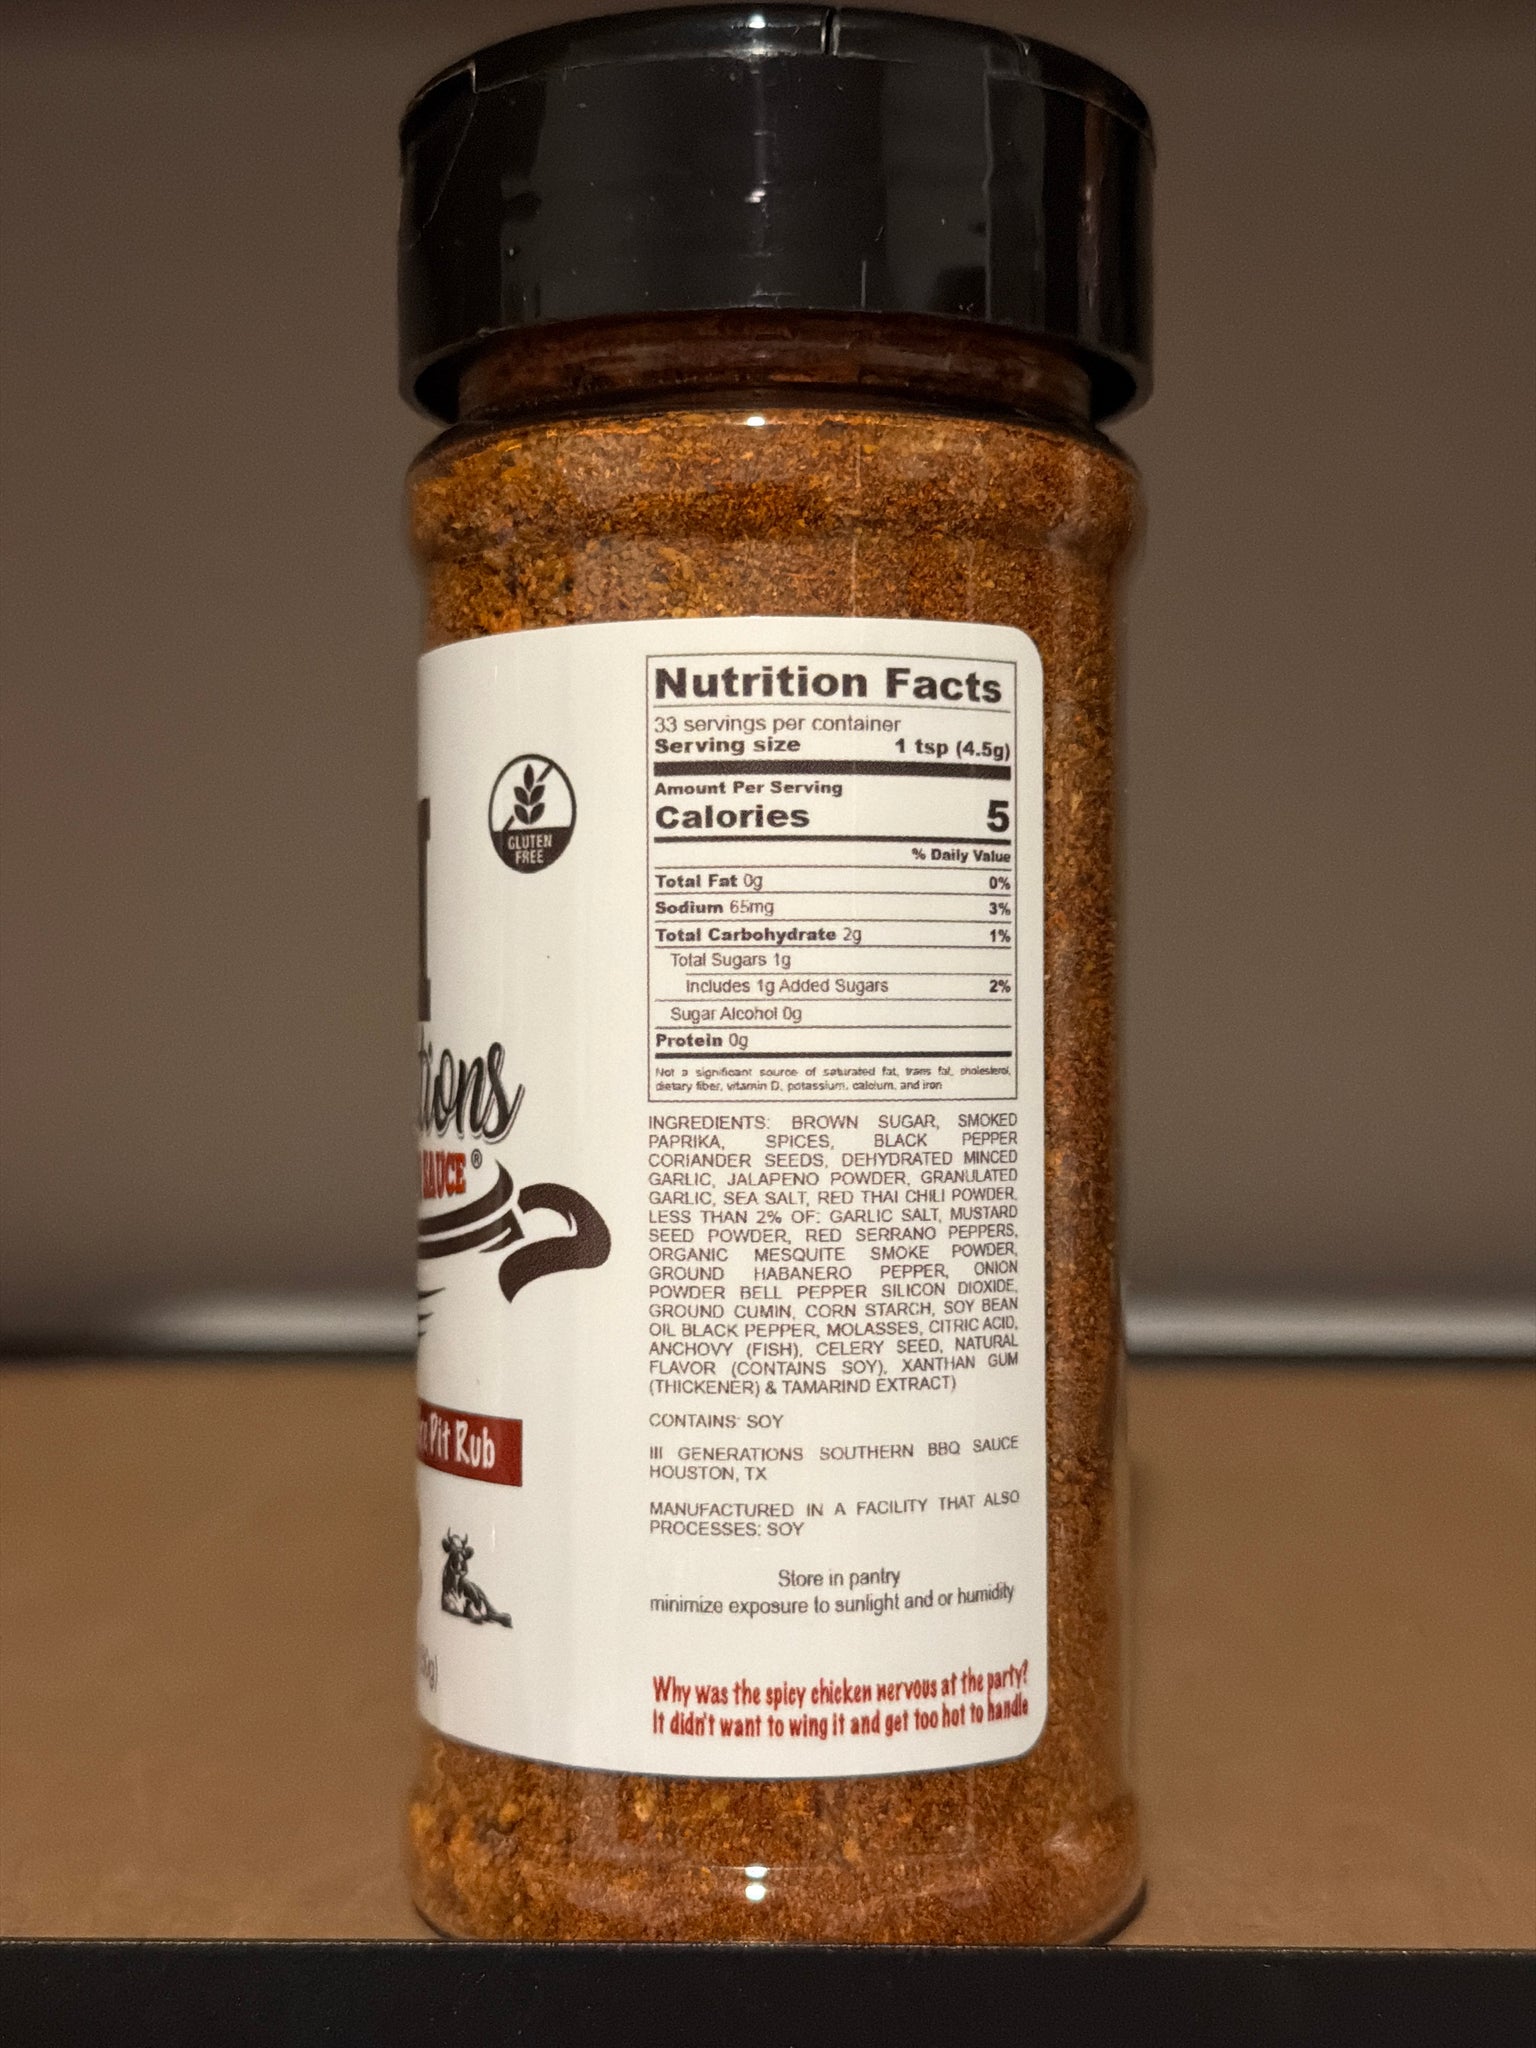 GLUTEN
FREE
tions
SAUCE®
Pit Rub
Nutrition Facts
33 servings per container
Serving size 1 tsp (4.5g)
Amount Per Serving
Calories 5
% Daily Value
Total Fat 0g 0%
Sodium 65mg 3%
Total Carbohydrate 2g 1%
Total Sugars 1g
Includes 1g Added Sugars 2%
Sugar Alcohol 0g
Protein 0g
Not a significant source of saturated fat, trans fat, cholesterol,
dietary fiber, vitamin D, potassium, calcium, and iron
INGREDIENTS: BROWN SUGAR, SMOKED
PAPRIKA, SPICES, BLACK PEPPER
CORIANDER SEEDS, DEHYDRATED MINCED
GARLIC, JALAPENO POWDER, GRANULATED
GARLIC, SEA SALT, RED THAI CHILI POWDER,
LESS THAN 2% OF: GARLIC SALT, MUSTARD
SEED POWDER, RED SERRANO PEPPERS,
ORGANIC MESQUITE SMOKE POWDER,
GROUND HABANERO PEPPER, ONION
POWDER BELL PEPPER SILICON DIOXIDE,
GROUND CUMIN, CORN STARCH, SOY BEAN
OIL BLACK PEPPER, MOLASSES, CITRIC ACID,
ANCHOVY (FISH), CELERY SEED, NATURAL
FLAVOR (CONTAINS SOY), XANTHAN GUM
(THICKENER) & TAMARIND EXTRACT)
CONTAINS: SOY
III GENERATIONS SOUTHERN BBQ SAUCE
HOUSTON, TX
MANUFACTURED IN A FACILITY THAT ALSO
PROCESSES: SOY
Store in pantry
minimize exposure to sunlight and or humidity
Why was the spicy chicken nervous at the party?
It didn't want to wing it and get too hot to handle